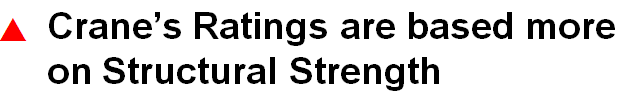 Crane's Ratings are based more
on Structural Strength